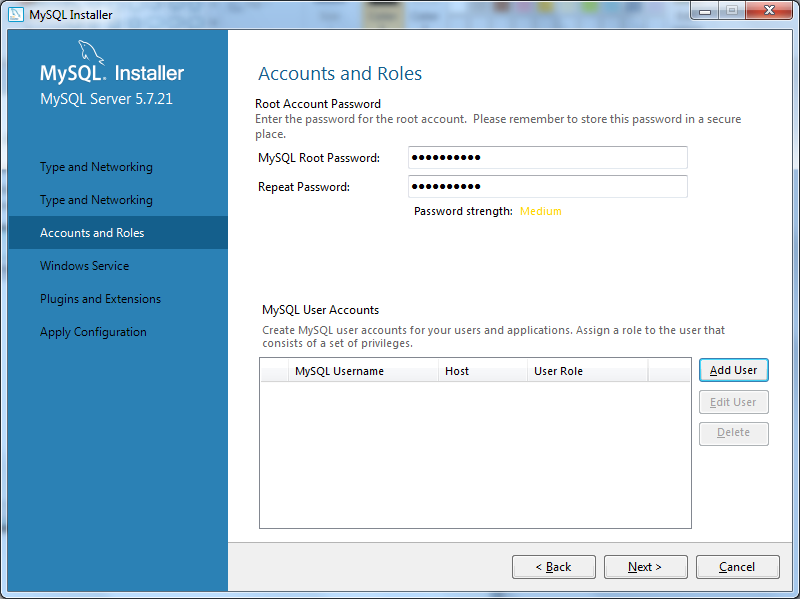 MySQL Installer
MySQL. Installer
MySQL Server 5.7.21
Type and Networking
Type and Networking
Accounts and Roles
Windows Service
Plugins and Extensions
Apply Configuration
Accounts and Roles
Root Account Password
Enter the password for the root account.  Please remember to store this password in a secure
place.
MySQL Root Password: ●●●●●●●●●●
Repeat Password: ●●●●●●●●●●
Password strength: Medium
MySQL User Accounts
Create MySQL user accounts for your users and applications. Assign a role to the user that
consists of a set of privileges.
MySQL Username Host User Role
Add User
Edit User
Delete
< Back Next > Cancel